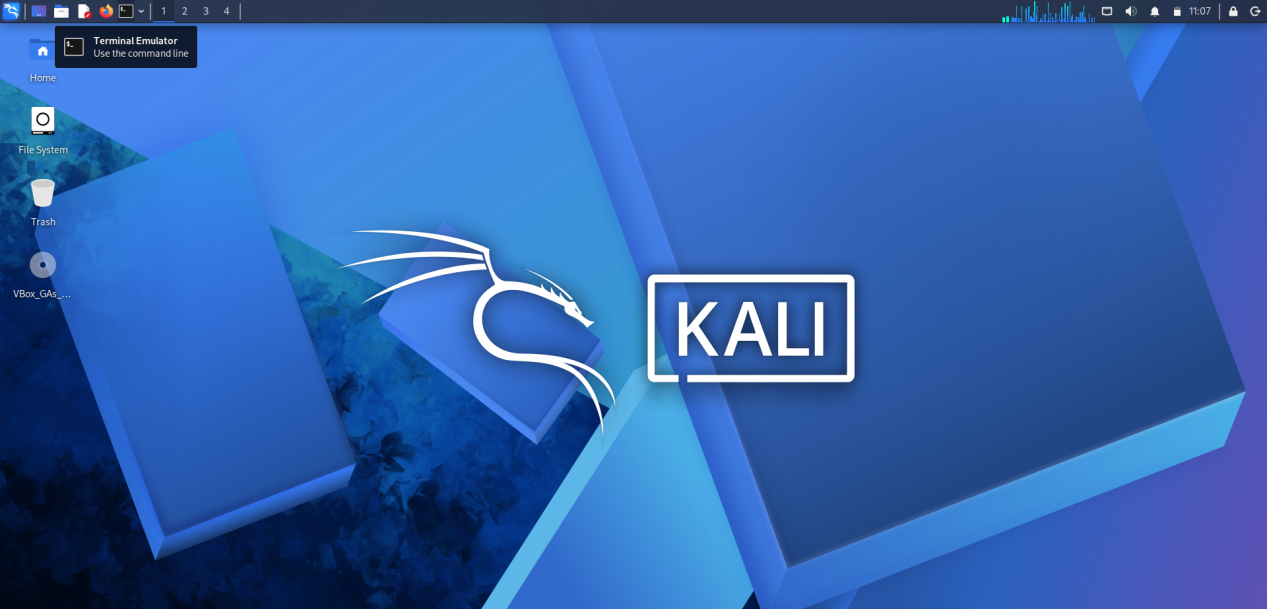 1 2 3 4
11:07
$_
Terminal Emulator
Use the command line
Home
File System
Trash
VBox_GAs_...
KALI